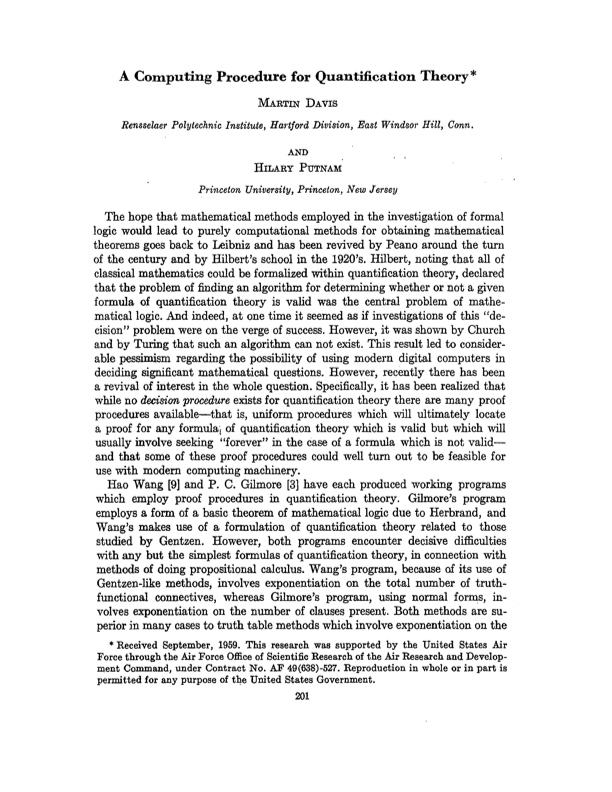 A Computing Procedure for Quantification Theory*
MARTIN DAVIS
Rensselaer Polytechnic Institute, Hartford Division, East Windsor Hill, Conn.
AND
HILARY PUTNAM
Princeton University, Princeton, New Jersey
The hope that mathematical methods employed in the investigation of formal
logic would lead to purely computational methods for obtaining mathematical
theorems goes back to Leibniz and has been revived by Peano around the turn
of the century and by Hilbert's school in the 1920's. Hilbert, noting that all of
classical mathematics could be formalized within quantification theory, declared
that the problem of finding an algorithm for determining whether or not a given
formula of quantification theory is valid was the central problem of mathe-
matical logic. And indeed, at one time it seemed as if investigations of this "de-
cision" problem were on the verge of success. However, it was shown by Church
and by Turing that such an algorithm can not exist. This result led to consider-
able pessimism regarding the possibility of using modern digital computers in
deciding significant mathematical questions. However, recently there has been
a revival of interest in the whole question. Specifically, it has been realized that
while no decision procedure exists for quantification theory there are many proof
procedures available—that is, uniform procedures which will ultimately locate
a proof for any formula of quantification theory which is valid but which will
usually involve seeking "forever" in the case of a formula which is not valid—
and that some of these proof procedures could well turn out to be feasible for
use with modern computing machinery.
Hao Wang [9] and P. C. Gilmore [3] have each produced working programs
which employ proof procedures in quantification theory. Gilmore's program
employs a form of a basic theorem of mathematical logic due to Herbrand, and
Wang's makes use of a formulation of quantification theory related to those
studied by Gentzen. However, both programs encounter decisive difficulties
with any but the simplest formulas of quantification theory, in connection with
methods of doing propositional calculus. Wang's program, because of its use of
Gentzen-like methods, involves exponentiation on the total number of truth-
functional connectives, whereas Gilmore's program, using normal forms, in-
volves exponentiation on the number of clauses present. Both methods are su-
perior in many cases to truth table methods which involve exponentiation on the
* Received September, 1959. This research was supported by the United States Air
Force through the Air Force Office of Scientific Research of the Air Research and Develop-
ment Command, under Contract No. AF 49(638)-527. Reproduction in whole or in part is
permitted for any purpose of the United States Government.
201